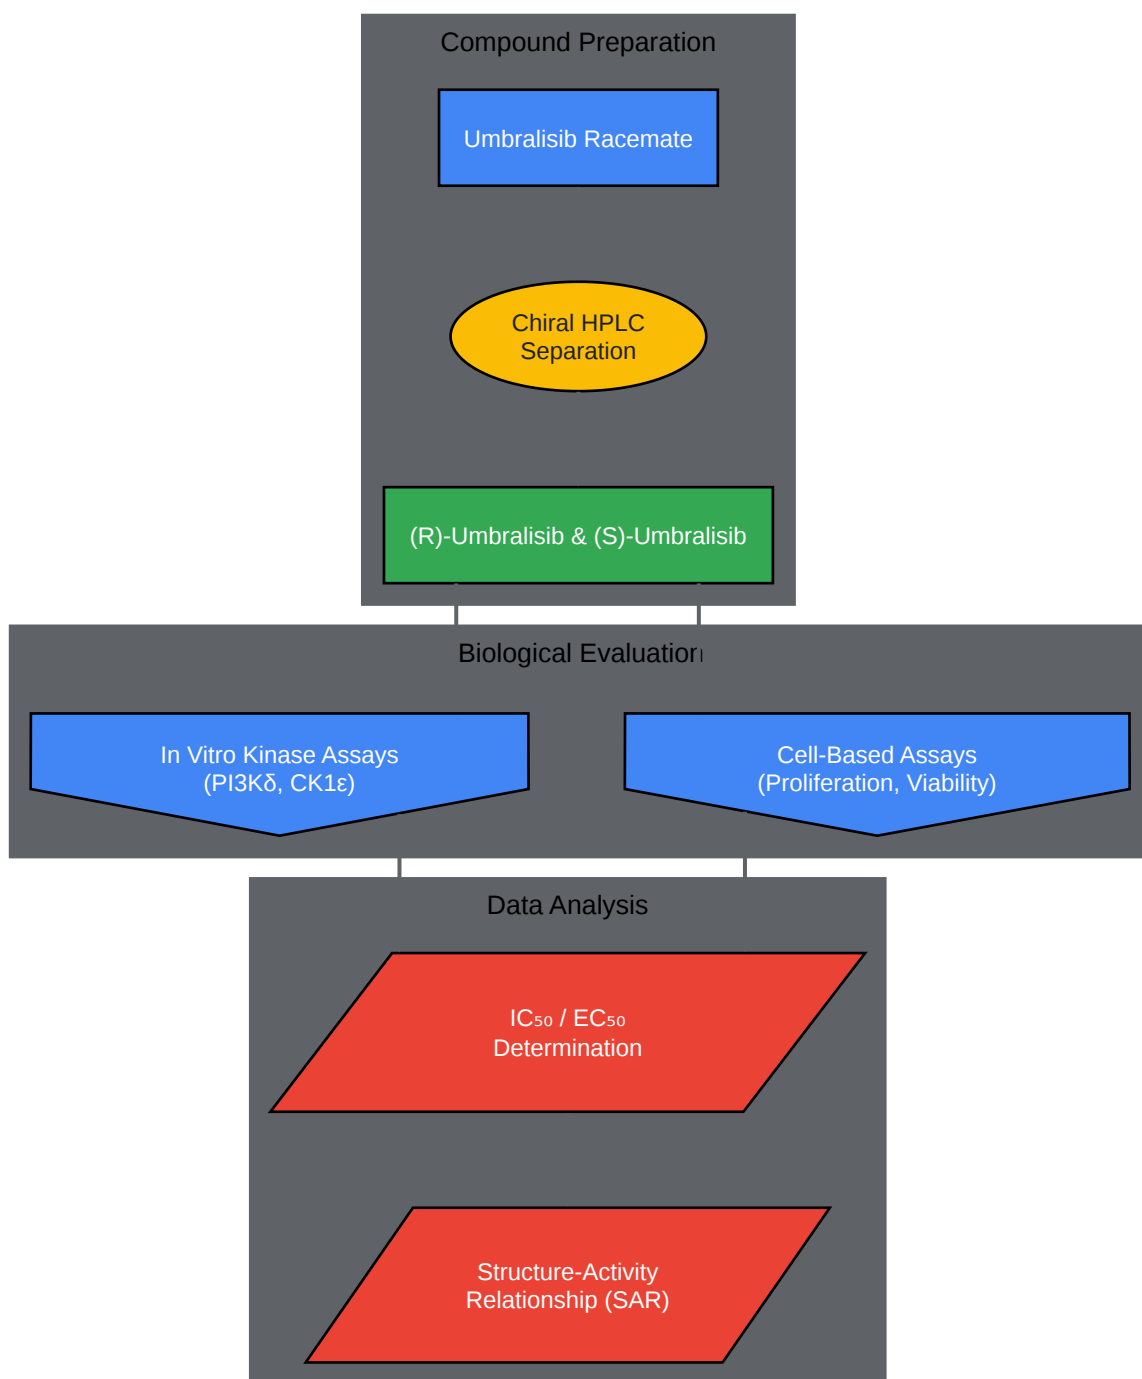 Compound Preparation
Umbralisib Racemate
Chiral HPLC
Separation
(R)-Umbralisib & (S)-Umbralisib
Biological Evaluation
In Vitro Kinase Assays
(PI3Kδ, CK1ε)
Cell-Based Assays
(Proliferation, Viability)
Data Analysis
IC₅₀ / EC₅₀
Determination
Structure-Activity
Relationship (SAR)